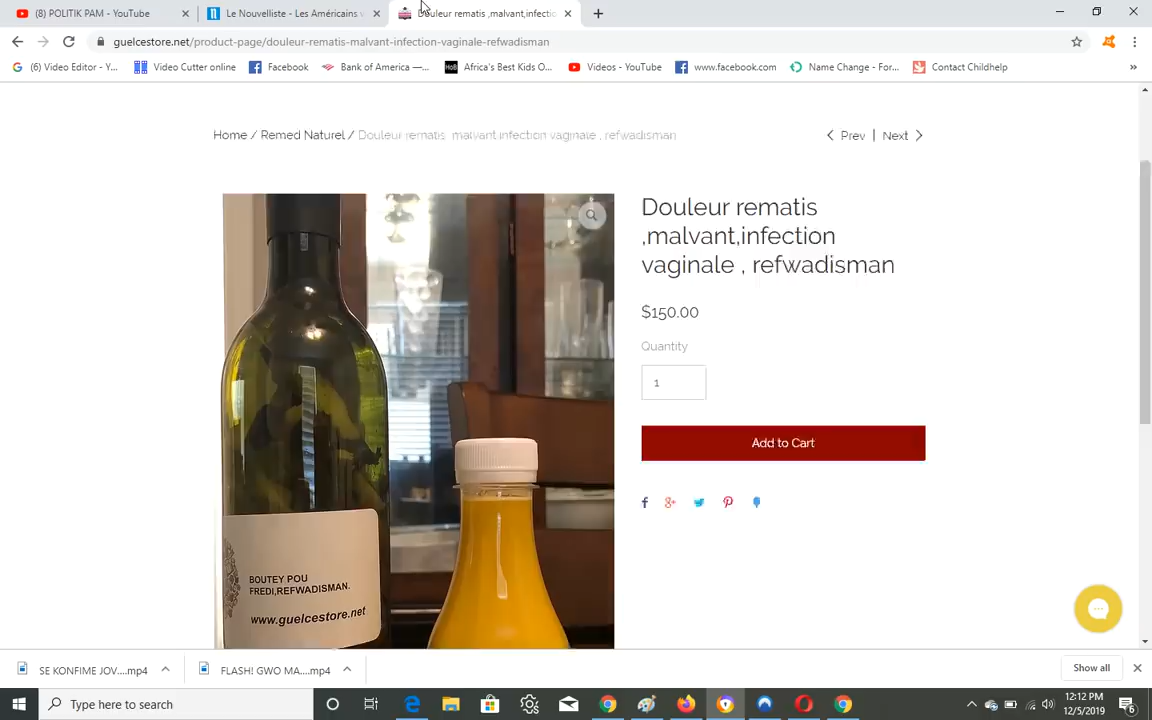 (8) POLITIK PAM - YouTube
Le Nouvelliste - Les Américains
Douleur rematis ,malvant,infectio
guelcestore.net/product-page/douleur-rematis-malvant-infection-vaginale-refwadisman
(6) Video Editor - Y...
Video Cutter online
Facebook
Bank of America —...
Africa's Best Kids O...
Videos - YouTube
www.facebook.com
Name Change - For...
Contact Childhelp
»
Home / Remed Naturel / Douleur rematis ,malvant,infection vaginale , refwadisman
Prev | Next
Douleur rematis
,malvant,infection
vaginale , refwadisman
$150.00
Quantity
1
Add to Cart
BOUTEY POU
FREDI,REFWADISMAN.
www.guelcestore.net
SE KONFIME JOV....mp4
FLASH! GWO MA....mp4
Show all
Type here to search
12:12 PM
12/5/2019
6